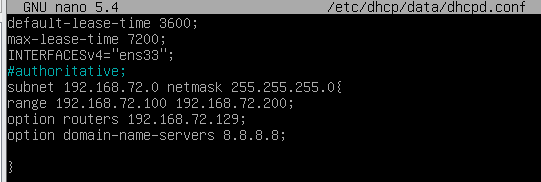 GNU nano 5.4 /etc/dhcp/data/dhcpd.conf
default-lease-time 3600;
max-lease-time 7200;
INTERFACESv4="ens33";
#authoritative;
subnet 192.168.72.0 netmask 255.255.255.0{
range 192.168.72.100 192.168.72.200;
option routers 192.168.72.129;
option domain-name-servers 8.8.8.8;
}